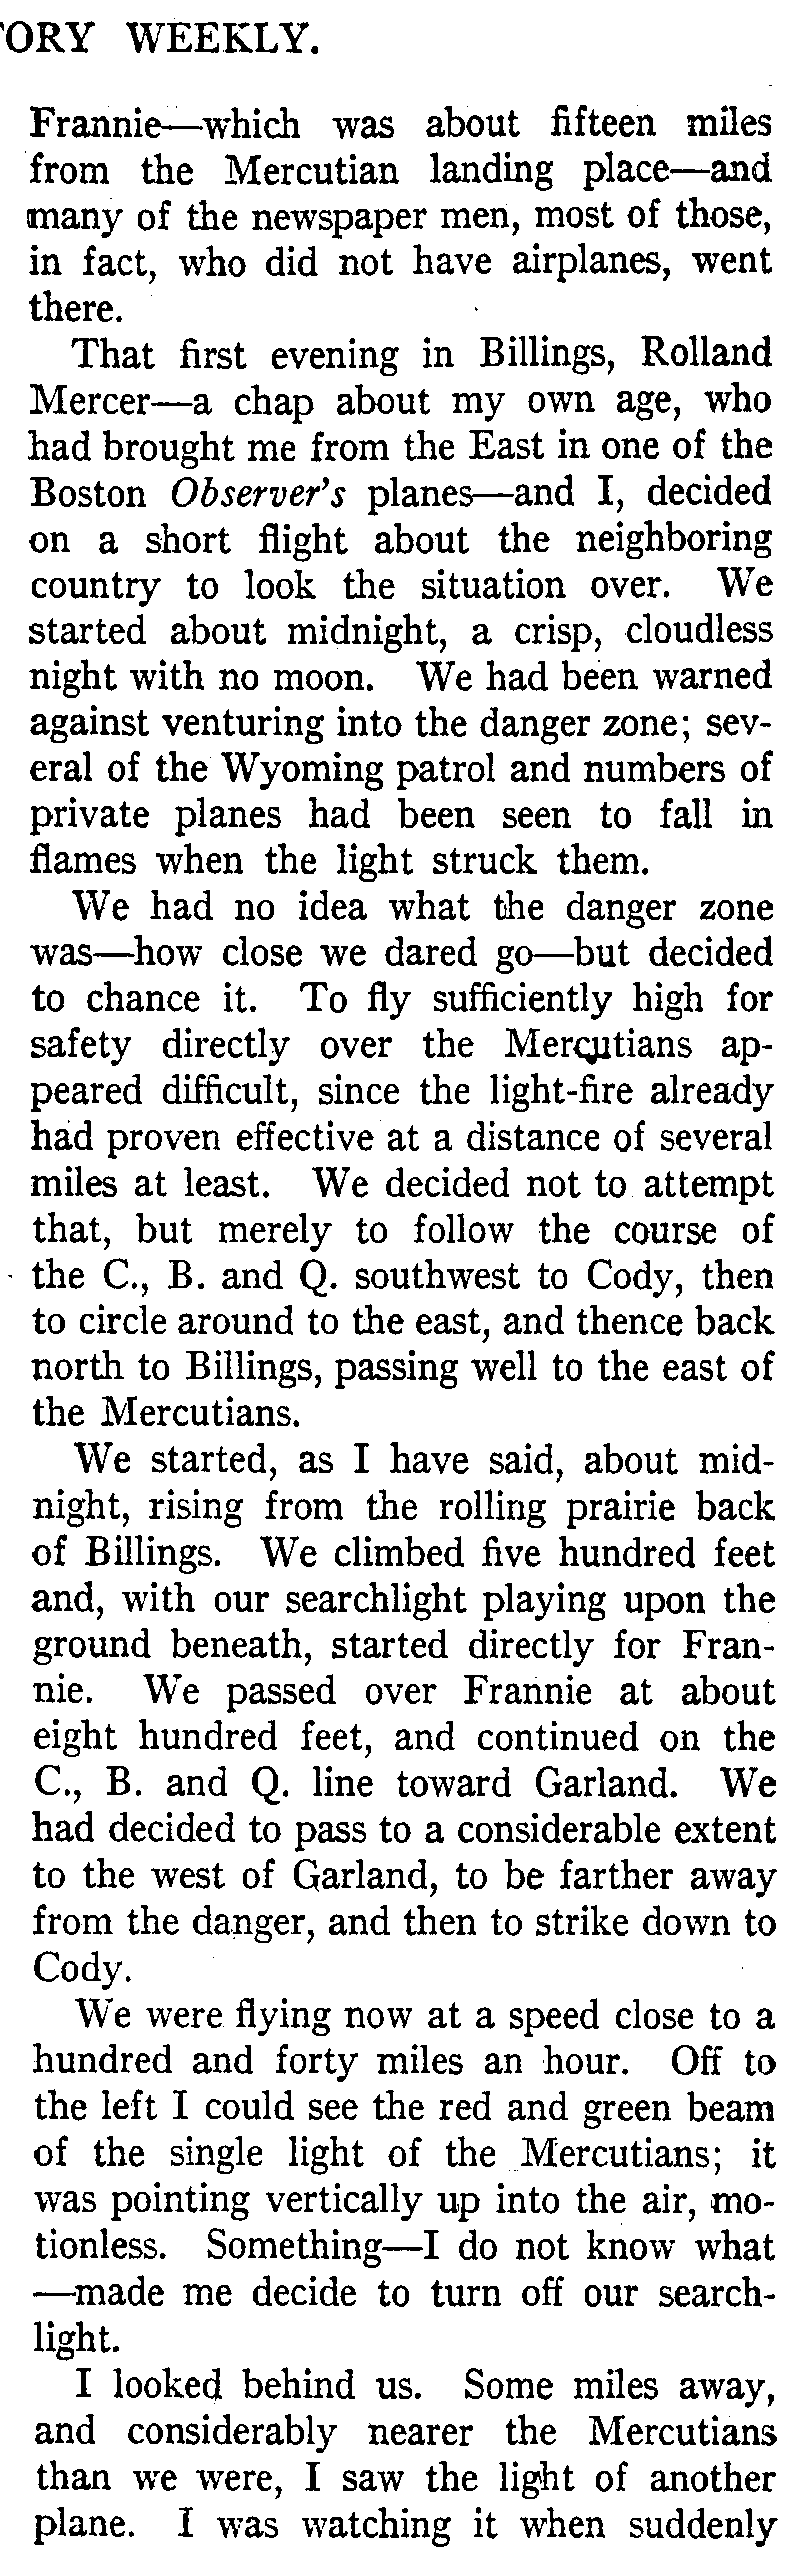 TORY WEEKLY.
Frannie—which was about fifteen miles
from the Mercutian landing place—and
many of the newspaper men, most of those,
in fact, who did not have airplanes, went
there.
That first evening in Billings, Rolland
Mercer—a chap about my own age, who
had brought me from the East in one of the
Boston Observer's planes—and I, decided
on a short flight about the neighboring
country to look the situation over. We
started about midnight, a crisp, cloudless
night with no moon. We had been warned
against venturing into the danger zone; sev-
eral of the Wyoming patrol and numbers of
private planes had been seen to fall in
flames when the light struck them.
We had no idea what the danger zone
was—how close we dared go—but decided
to chance it. To fly sufficiently high for
safety directly over the Mercutians ap-
peared difficult, since the light-fire already
had proven effective at a distance of several
miles at least. We decided not to attempt
that, but merely to follow the course of
the C., B. and Q. southwest to Cody, then
to circle around to the east, and thence back
north to Billings, passing well to the east of
the Mercutians.
We started, as I have said, about mid-
night, rising from the rolling prairie back
of Billings. We climbed five hundred feet
and, with our searchlight playing upon the
ground beneath, started directly for Fran-
nie. We passed over Frannie at about
eight hundred feet, and continued on the
C., B. and Q. line toward Garland. We
had decided to pass to a considerable extent
to the west of Garland, to be farther away
from the danger, and then to strike down to
Cody.
We were flying now at a speed close to a
hundred and forty miles an hour. Off to
the left I could see the red and green beam
of the single light of the Mercutians; it
was pointing vertically up into the air, mo-
tionless. Something—I do not know what
—made me decide to turn off our search-
light.
I looked behind us. Some miles away,
and considerably nearer the Mercutians
than we were, I saw the light of another
plane. I was watching it when suddenly